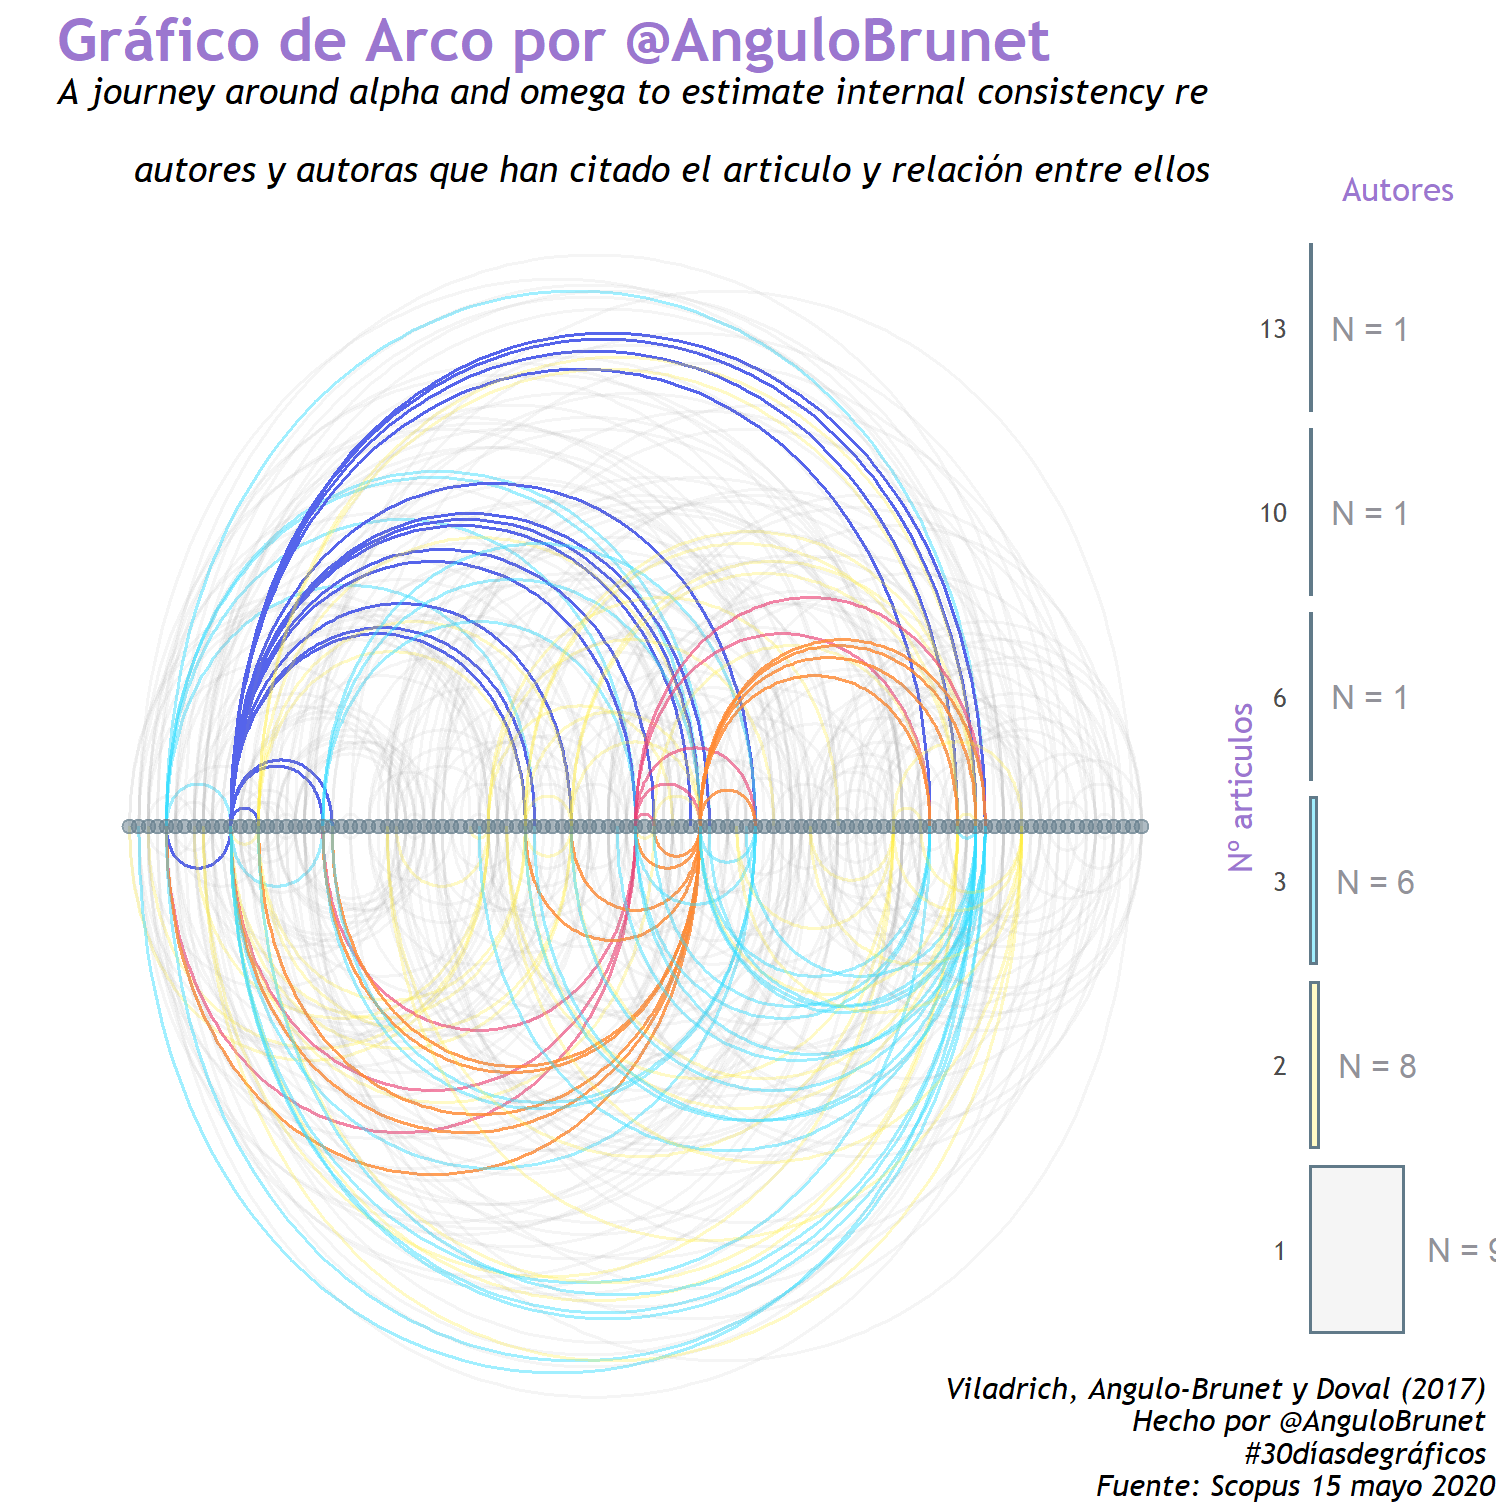 Gráfico de Arco por @AnguloBrunet
A journey around alpha and omega to estimate internal consistency re
autores y autoras que han citado el articulo y relación entre ellos
Autores
Nº articulos
13 N = 1
10 N = 1
6 N = 1
3 N = 6
2 N = 8
1 N =
Viladrich, Angulo-Brunet y Doval (2017)
Hecho por @AnguloBrunet
#30díasdegráficos
Fuente: Scopus 15 mayo 2020